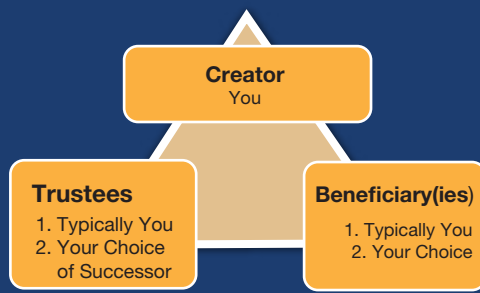 Creator
You
Trustees
1. Typically You
2. Your Choice
of Successor
Beneficiary(ies)
1. Typically You
2. Your Choice